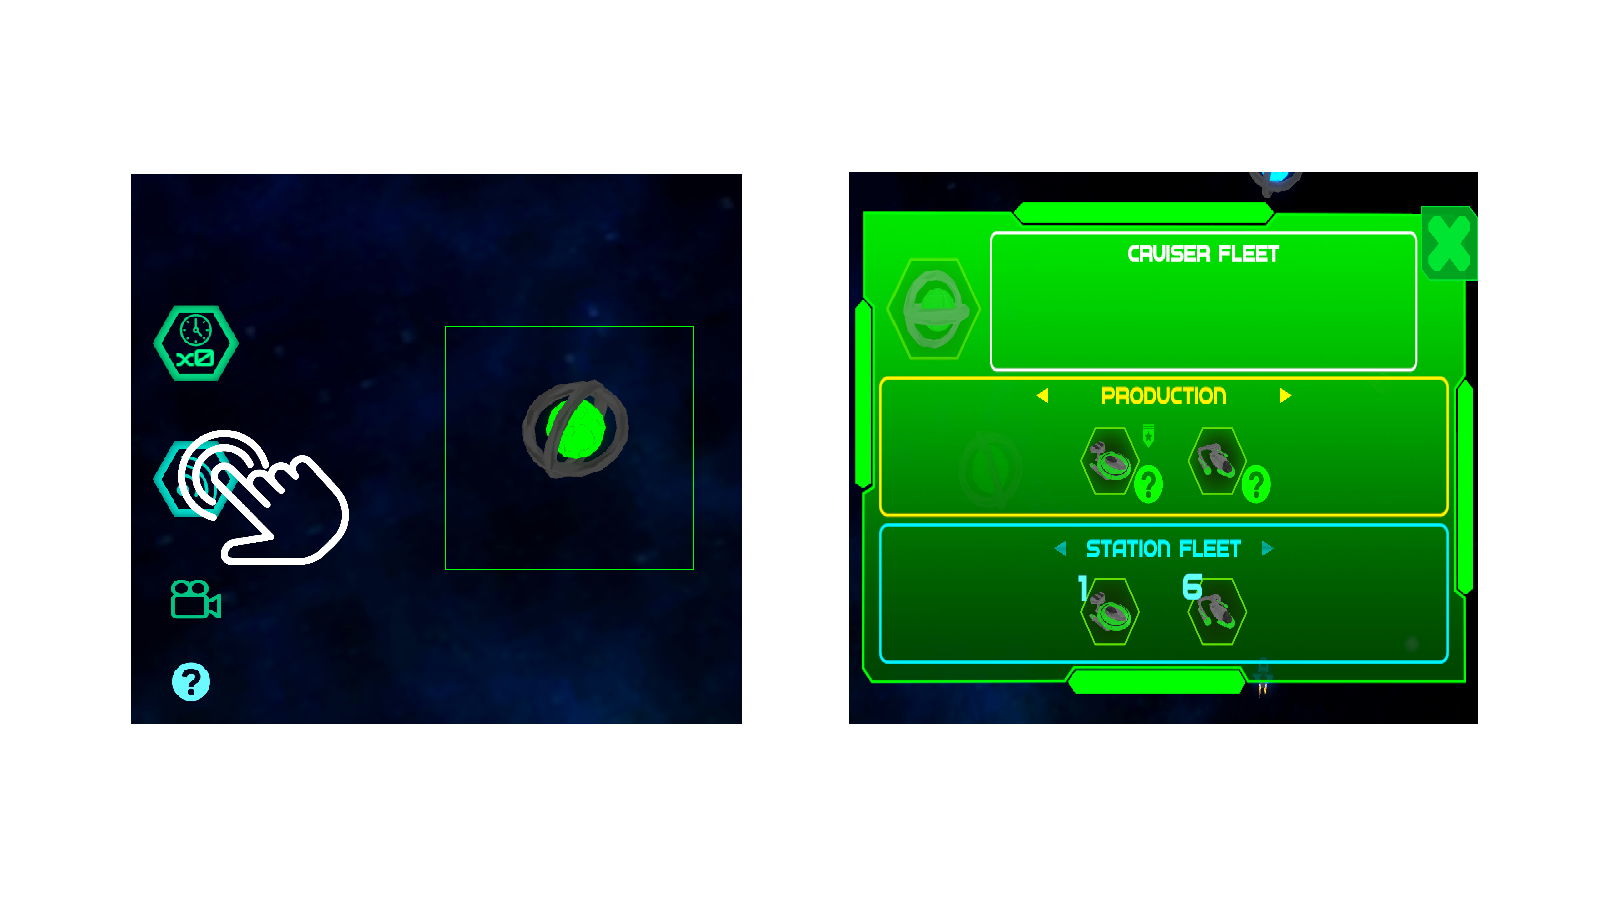 x0
?
CRUISER FLEET
PRODUCTION
? ?
STATION FLEET
1 6